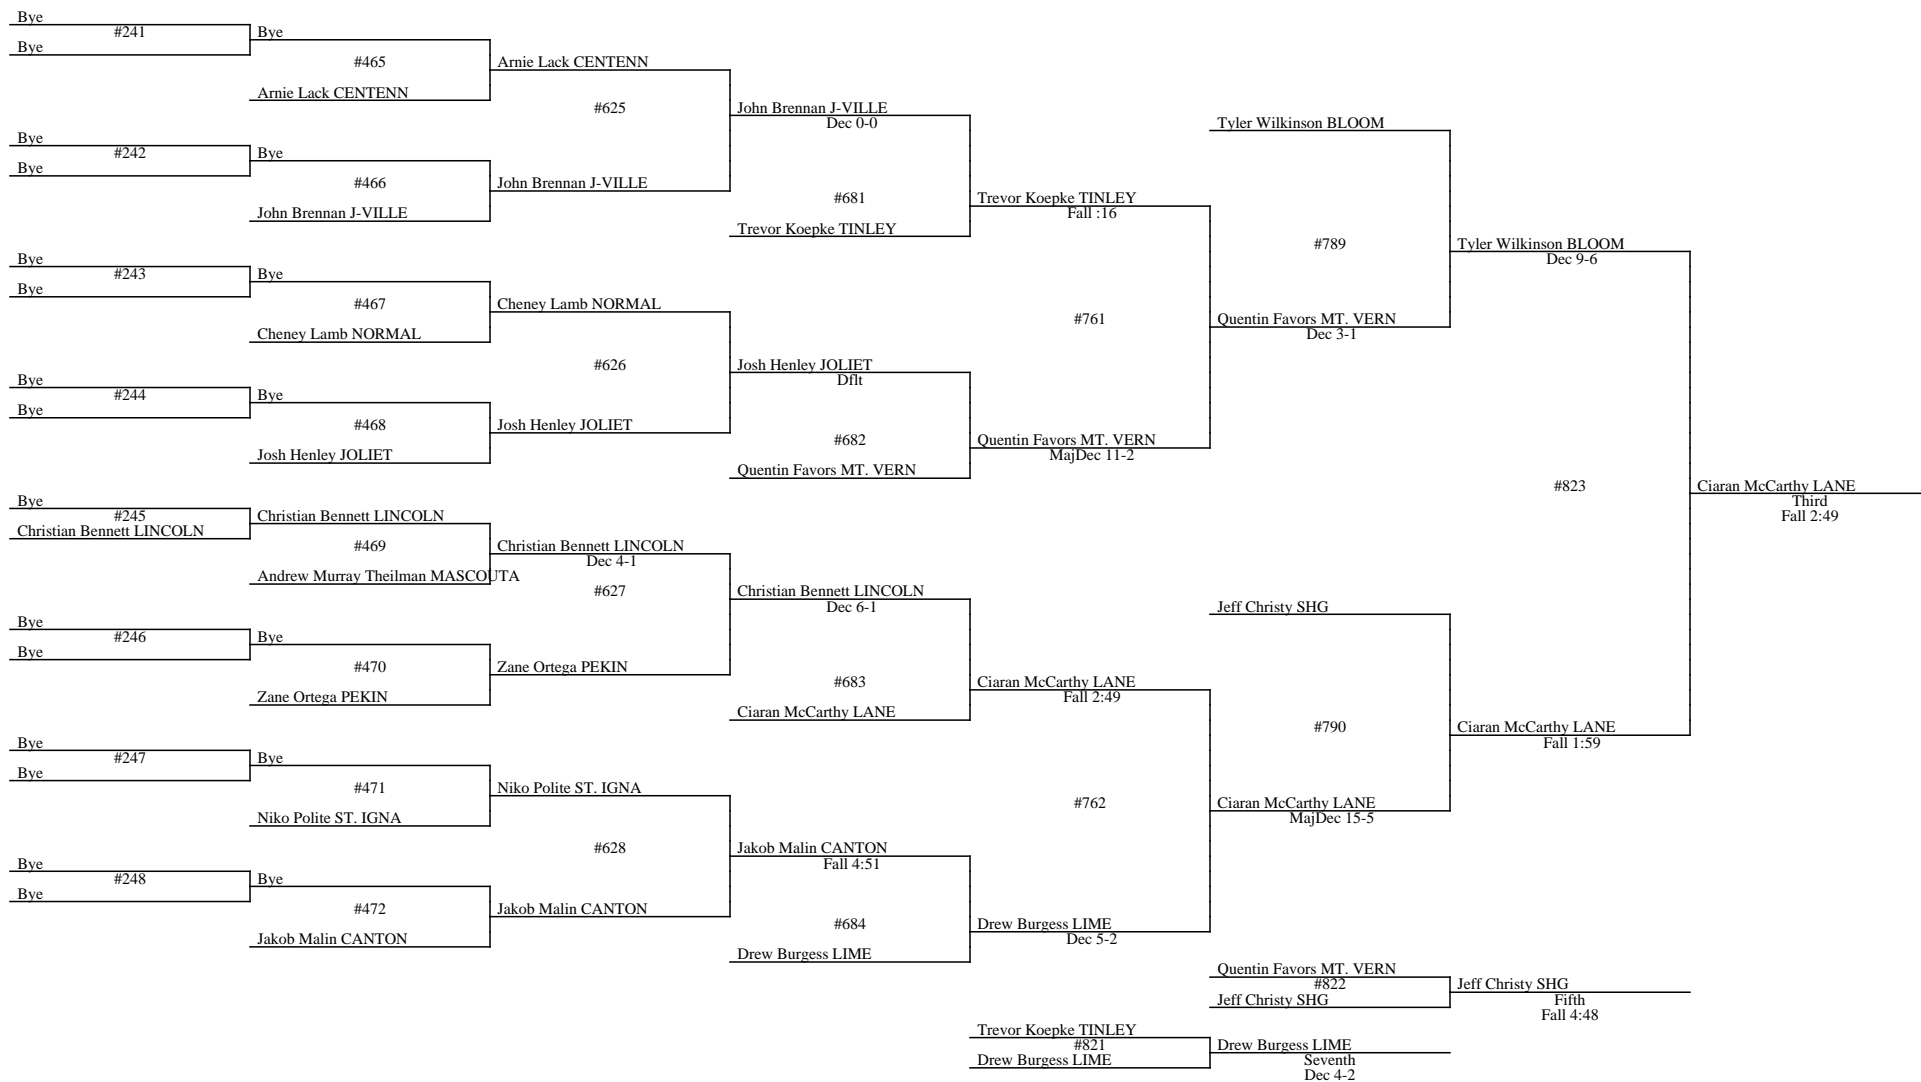 Bye
#241
Bye
Bye
#465
Arnie Lack CENTENN
Arnie Lack CENTENN
#625
Bye
#242
Bye
Bye
#466
John Brennan J-VILLE
John Brennan J-VILLE
John Brennan J-VILLE
Dec 0-0
#681
Trevor Koepke TINLEY
Trevor Koepke TINLEY
Fall :16
Bye
#243
Bye
Bye
#467
Cheney Lamb NORMAL
Cheney Lamb NORMAL
#626
Bye
#244
Bye
Bye
#468
Josh Henley JOLIET
Josh Henley JOLIET
Josh Henley JOLIET
Dflt
#682
Quentin Favors MT. VERN
Quentin Favors MT. VERN
MajDec 11-2
#761
Tyler Wilkinson BLOOM
#789
Quentin Favors MT. VERN
Dec 3-1
Tyler Wilkinson BLOOM
Dec 9-6
Bye
#245
Christian Bennett LINCOLN
Christian Bennett LINCOLN
#469
Andrew Murray Theilman MASCOUTA
Christian Bennett LINCOLN
Dec 4-1
#627
Bye
#246
Bye
Bye
#470
Zane Ortega PEKIN
Zane Ortega PEKIN
Christian Bennett LINCOLN
Dec 6-1
#683
Ciaran McCarthy LANE
Ciaran McCarthy LANE
Fall 2:49
Bye
#247
Bye
Bye
#471
Niko Polite ST. IGNA
Niko Polite ST. IGNA
#628
Bye
#248
Bye
Bye
#472
Jakob Malin CANTON
Jakob Malin CANTON
Jakob Malin CANTON
Fall 4:51
#684
Drew Burgess LIME
Drew Burgess LIME
Dec 5-2
#762
Jeff Christy SHG
#790
Ciaran McCarthy LANE
MajDec 15-5
Ciaran McCarthy LANE
Fall 1:59
#823
Ciaran McCarthy LANE
Third
Fall 2:49
Quentin Favors MT. VERN
#822
Jeff Christy SHG
Jeff Christy SHG
Fifth
Fall 4:48
Trevor Koepke TINLEY
#821
Drew Burgess LIME
Drew Burgess LIME
Seventh
Dec 4-2